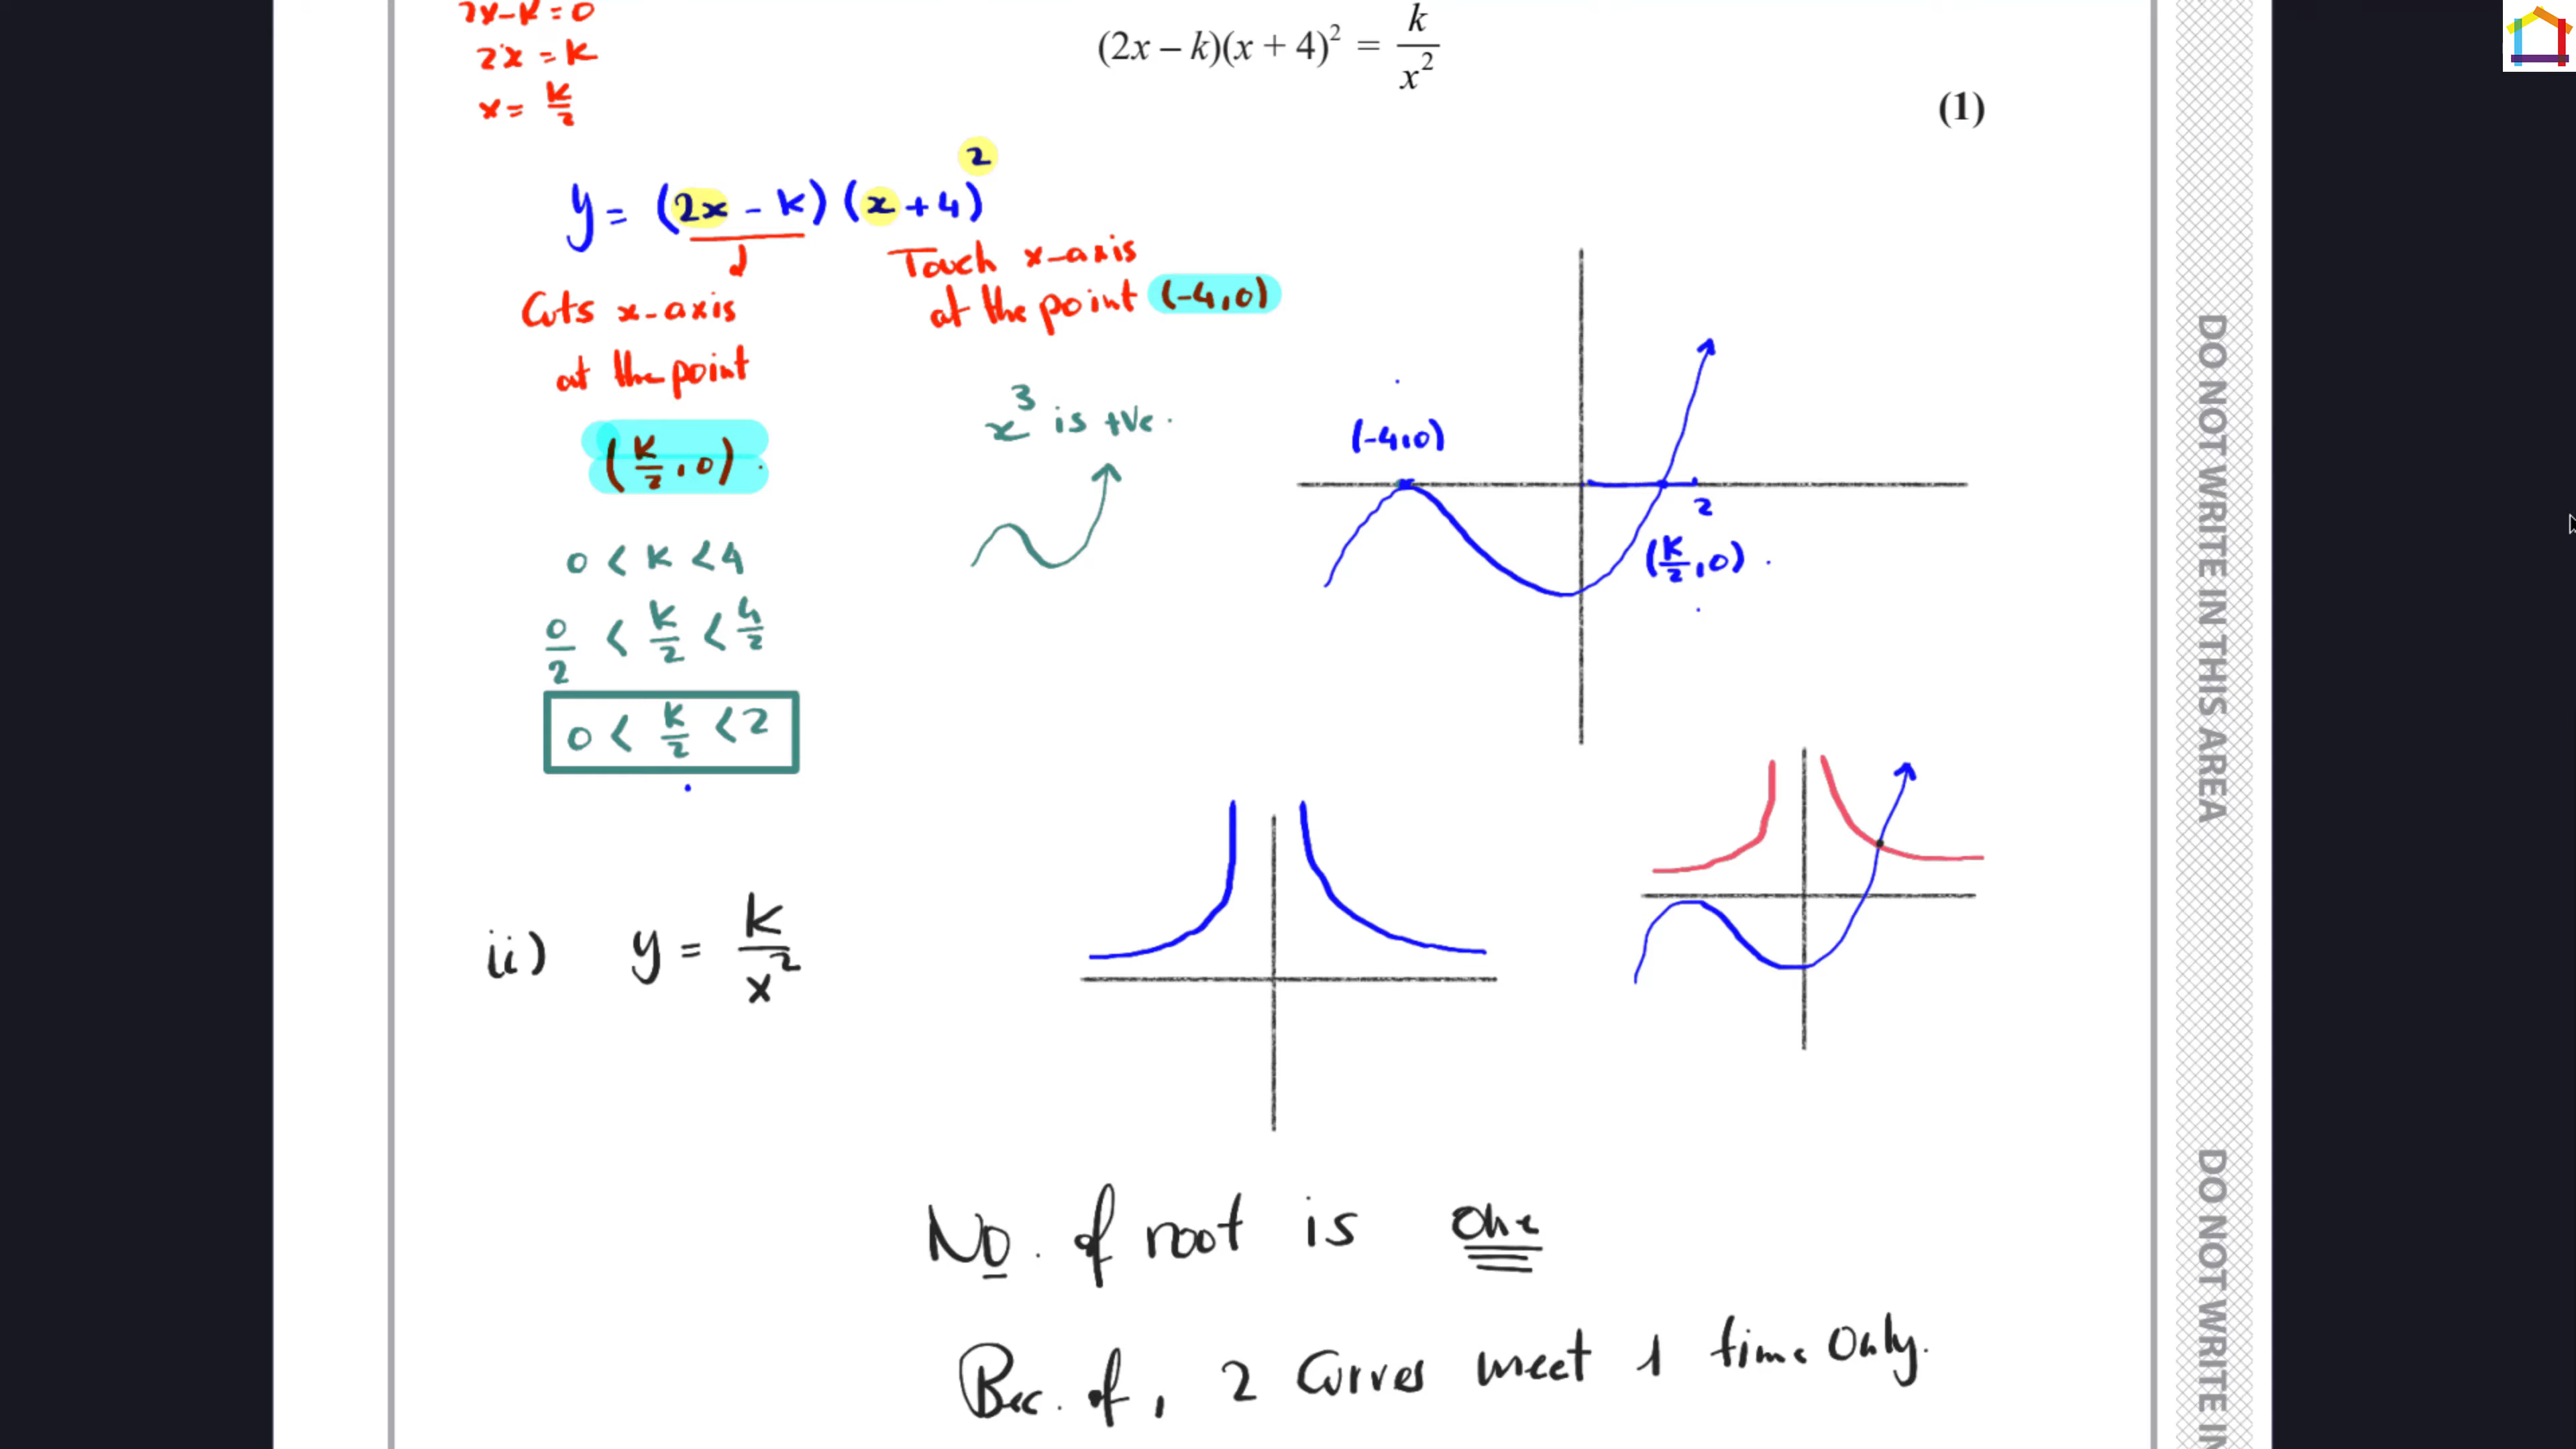 2x-k=0
2x = k
x = k/2
(2x – k)(x + 4)² = k/x²
(1)
y = (2x - k)(x + 4)²
Cuts x-axis
at the point
(k/2, 0).
Touch x-axis
at the point (-4,0)
x³ is +ve.
0 < k < 4
0/2 < k/2 < 4/2
0 < k/2 < 2
(-4,0)
2
(k/2, 0).
ii) y = k/x²
No. of root is one
Bec. of, 2 curves meet 1 time only.
DO NOT WRITE IN THIS AREA
DO NOT WRITE IN